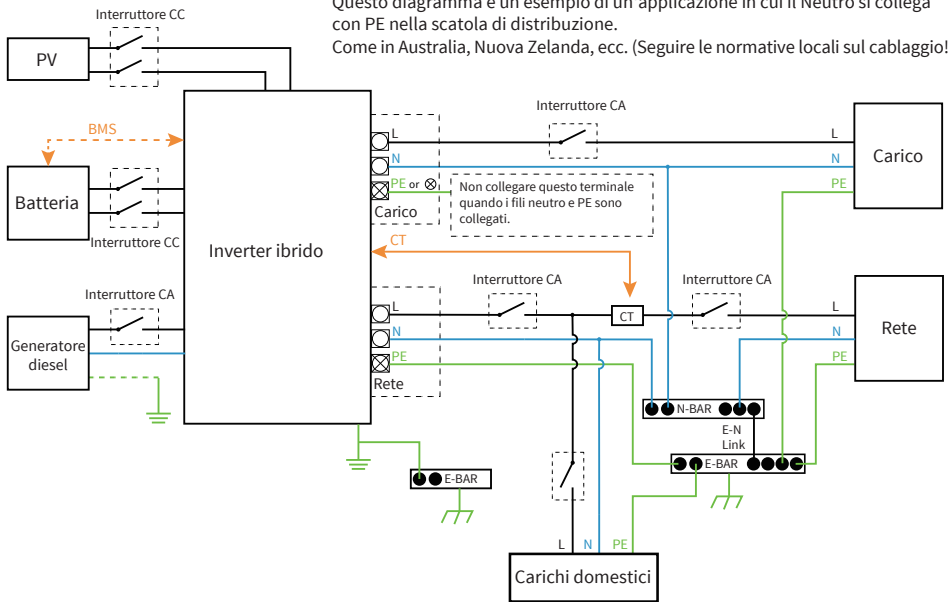 Questo diagramma è un esempio di un'applicazione in cui il Neutro si collega
con PE nella scatola di distribuzione.
Come in Australia, Nuova Zelanda, ecc. (Seguire le normative locali sul cablaggio!
Interruttore CC
PV
BMS
Batteria
Interruttore CC
Interruttore CA
Generatore
diesel
Inverter ibrido
L
N
PE or
Carico
Non collegare questo terminale
quando i fili neutro e PE sono
collegati.
Interruttore CA
L
N
PE
Carico
CT
Interruttore CA
CT
Interruttore CA
L
N
PE
Rete
L
N
PE
Rete
N-BAR
E-N
Link
E-BAR
E-BAR
L
N
PE
Carichi domestici